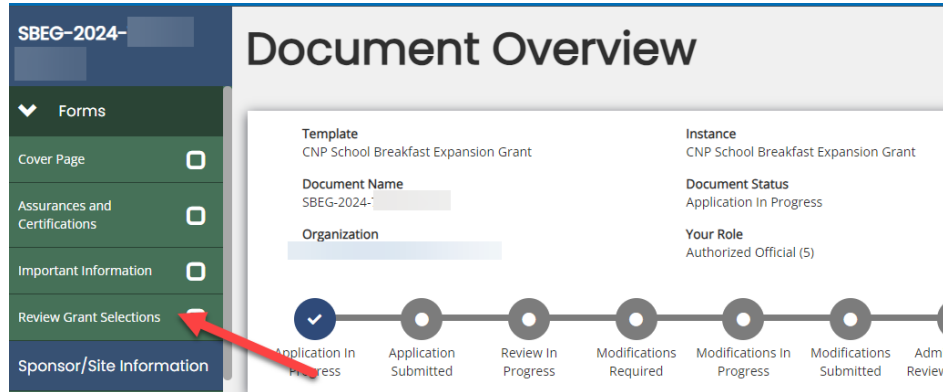 SBEG-2024-
Forms
Cover Page
Assurances and
Certifications
Important Information
Review Grant Selections
Sponsor/Site Information
Document Overview
Template
CNP School Breakfast Expansion Grant
Instance
CNP School Breakfast Expansion Grant
Document Name
SBEG-2024-
Document Status
Application In Progress
Organization
Your Role
Authorized Official (5)
Application In
Progress
Application
Submitted
Review In
Progress
Modifications
Required
Modifications In
Progress
Modifications
Submitted
Adm
Review